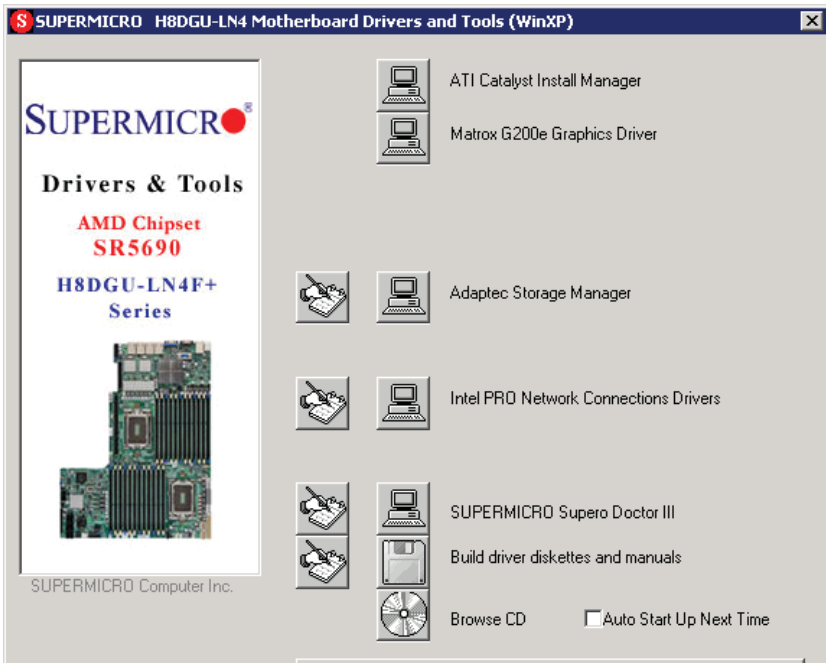 SUPERMICRO H8DGU-LN4 Motherboard Drivers and Tools (WinXP)
SUPERMICRO®
Drivers & Tools
AMD Chipset
SR5690
H8DGU-LN4F+
Series
SUPERMICRO Computer Inc.
ATI Catalyst Install Manager
Matrox G200e Graphics Driver
Adaptec Storage Manager
Intel PRO Network Connections Drivers
SUPERMICRO Supero Doctor III
Build driver diskettes and manuals
Browse CD Auto Start Up Next Time